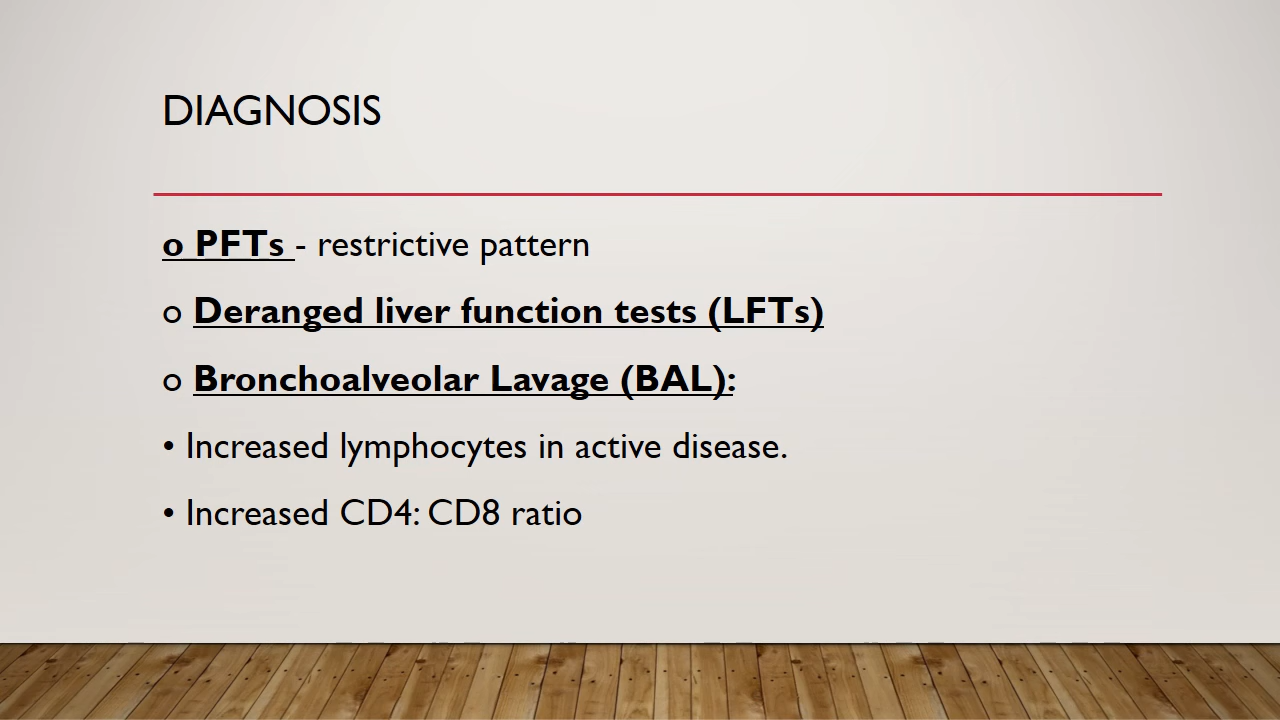 DIAGNOSIS
o PFTs - restrictive pattern
o Deranged liver function tests (LFTs)
o Bronchoalveolar Lavage (BAL):
• Increased lymphocytes in active disease.
• Increased CD4: CD8 ratio